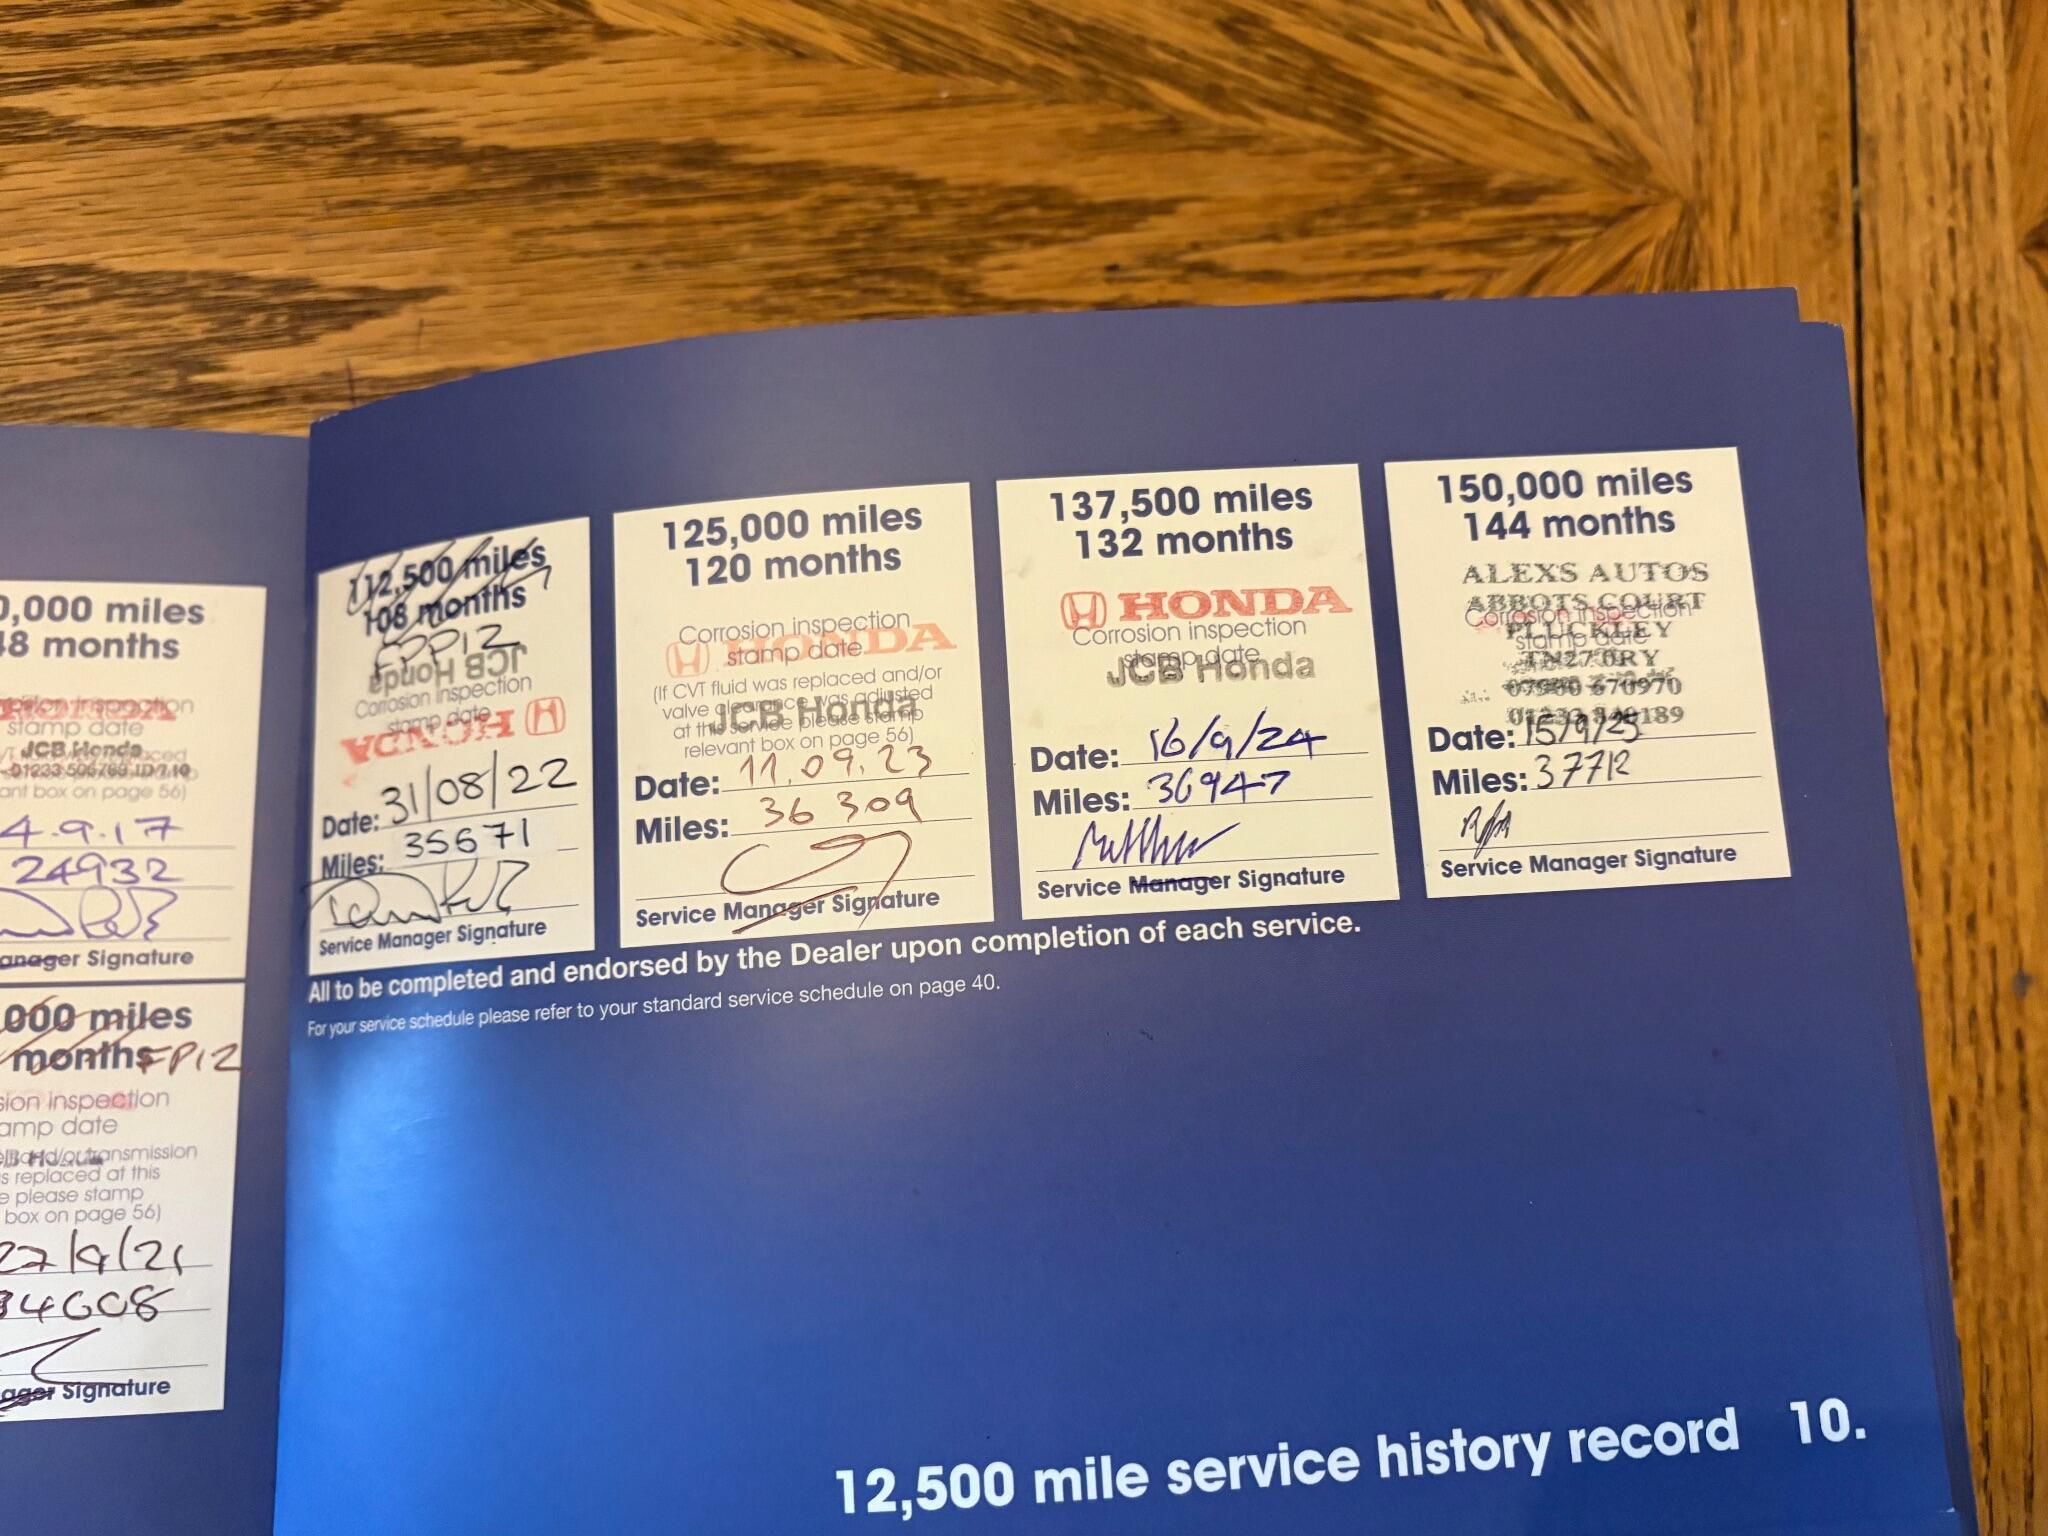 0,000 miles
48 months
stamp date
JCB Honda
01233 506789
box on page 56)
4.9.17
24932
Signature
000 miles
months FP12
sion inspection
amp date
transmission
s replaced at this
e please stamp
box on page 56)
27/9/21
34008
Signature
112,500 miles
108 months
FPP12
JCB Honda
Corrosion inspection
stamp date
HONDA
Date: 31/08/22
Miles: 35671
Service Manager Signature
125,000 miles
120 months
Corrosion inspection
HONDA
stamp date
(If CVT fluid was replaced and/or
valve clearance was adjusted
JCB Honda
at this service please stamp
relevant box on page 56)
Date: 11.09.23
Miles: 36309
Service Manager Signature
137,500 miles
132 months
HONDA
Corrosion inspection
stamp date
JCB Honda
Date: 16/9/24
Miles: 36947
Service Manager Signature
150,000 miles
144 months
ALEXS AUTOS
ABBOTS COURT
Corrosion inspection
PLUCKLEY
stamp date
TN27 0RY
670970
01233 840189
Date: 15/9/25
Miles: 37712
Service Manager Signature
All to be completed and endorsed by the Dealer upon completion of each service.
For your service schedule please refer to your standard service schedule on page 40.
12,500 mile service history record 10.